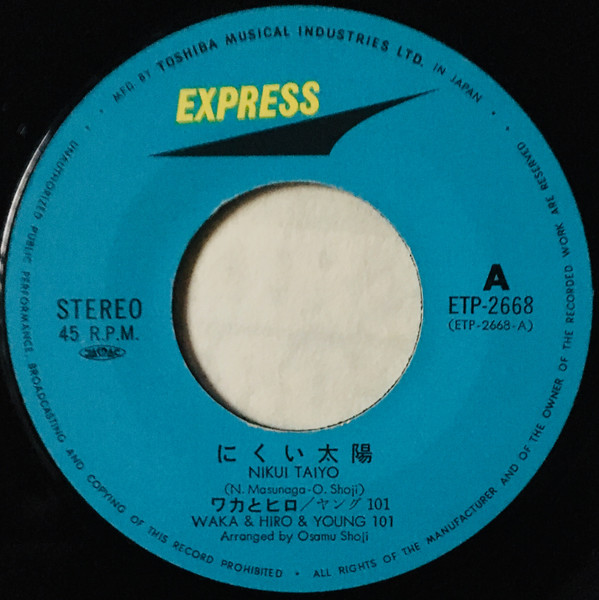 MFD BY TOSHIBA MUSICAL INDUSTRIES LTD. IN JAPAN
EXPRESS
STEREO
45 R.P.M.
JASRAC
A
ETP-2668
(ETP-2668-A)
にくい太陽
NIKUI TAIYO
(N. Masunaga-O. Shoji)
ワカとヒロ/ヤング101
WAKA & HIRO & YOUNG 101
Arranged by Osamu Shoji
ALL RIGHTS OF THE MANUFACTURER AND OF THE OWNER OF THE RECORDED WORK ARE RESERVED
UNAUTHORIZED PUBLIC PERFORMANCE, BROADCASTING AND COPYING OF THIS RECORD PROHIBITED